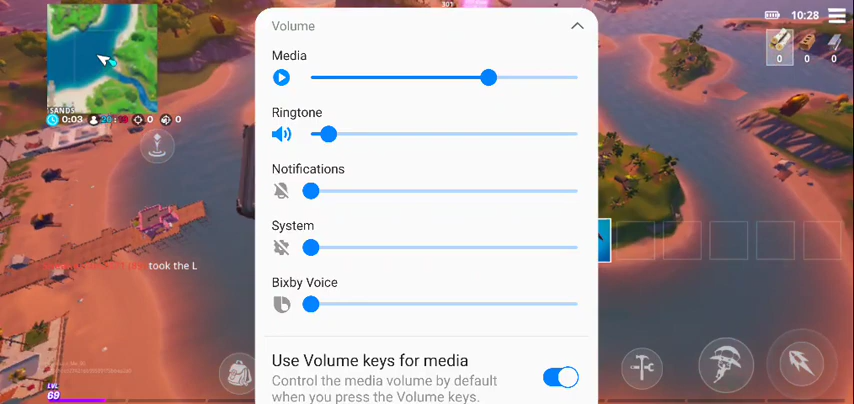 Volume
10:28
Media
0 0 0
Ringtone
SANDS
0:03
0
0
Notifications
System
took the L
Bixby Voice
Use Volume keys for media
Control the media volume by default
when you press the Volume keys.
LVL
69